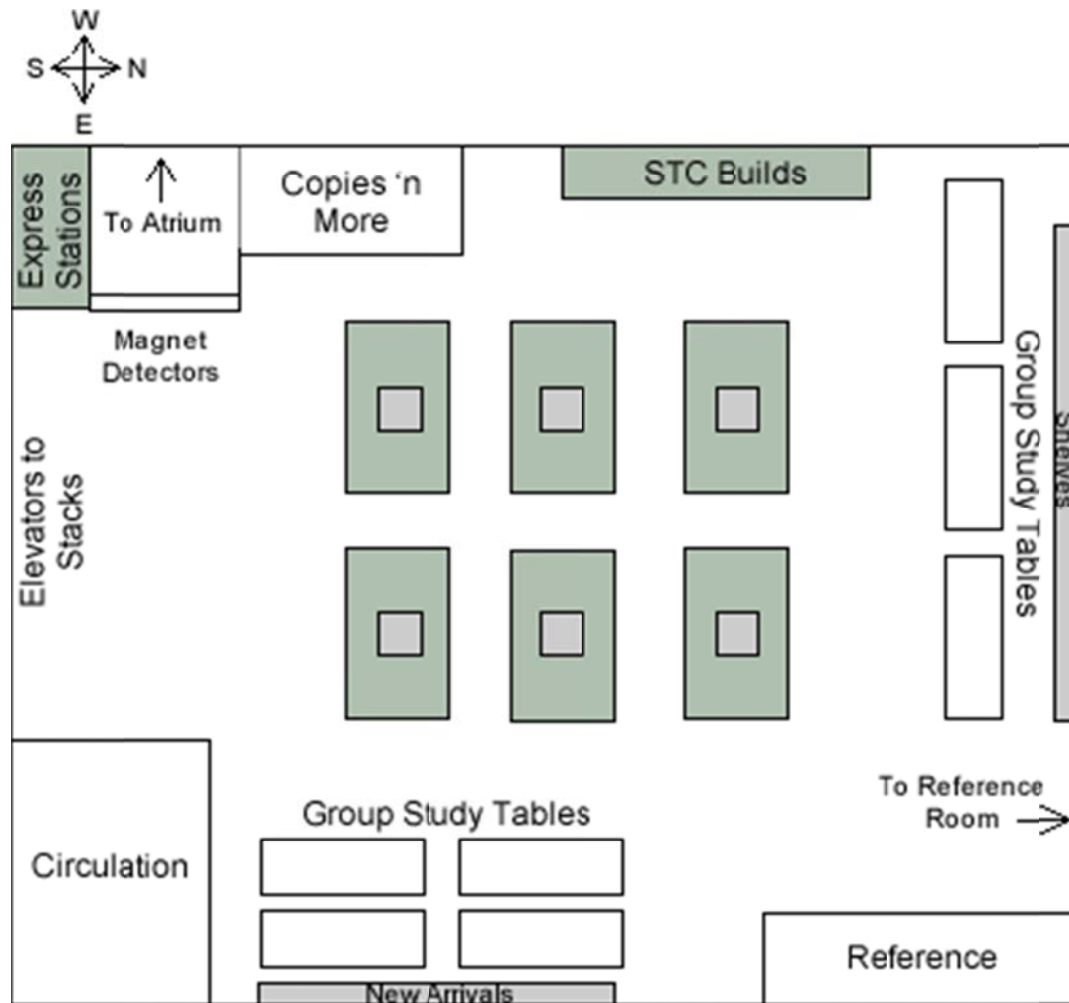 W
S N
E
Express
Stations
To Atrium
Copies ‘n
More
STC Builds
Magnet
Detectors
Elevators to
Stacks
Group Study Tables
Shelves
To Reference
Room
Group Study Tables
Circulation
Reference
New Arrivals